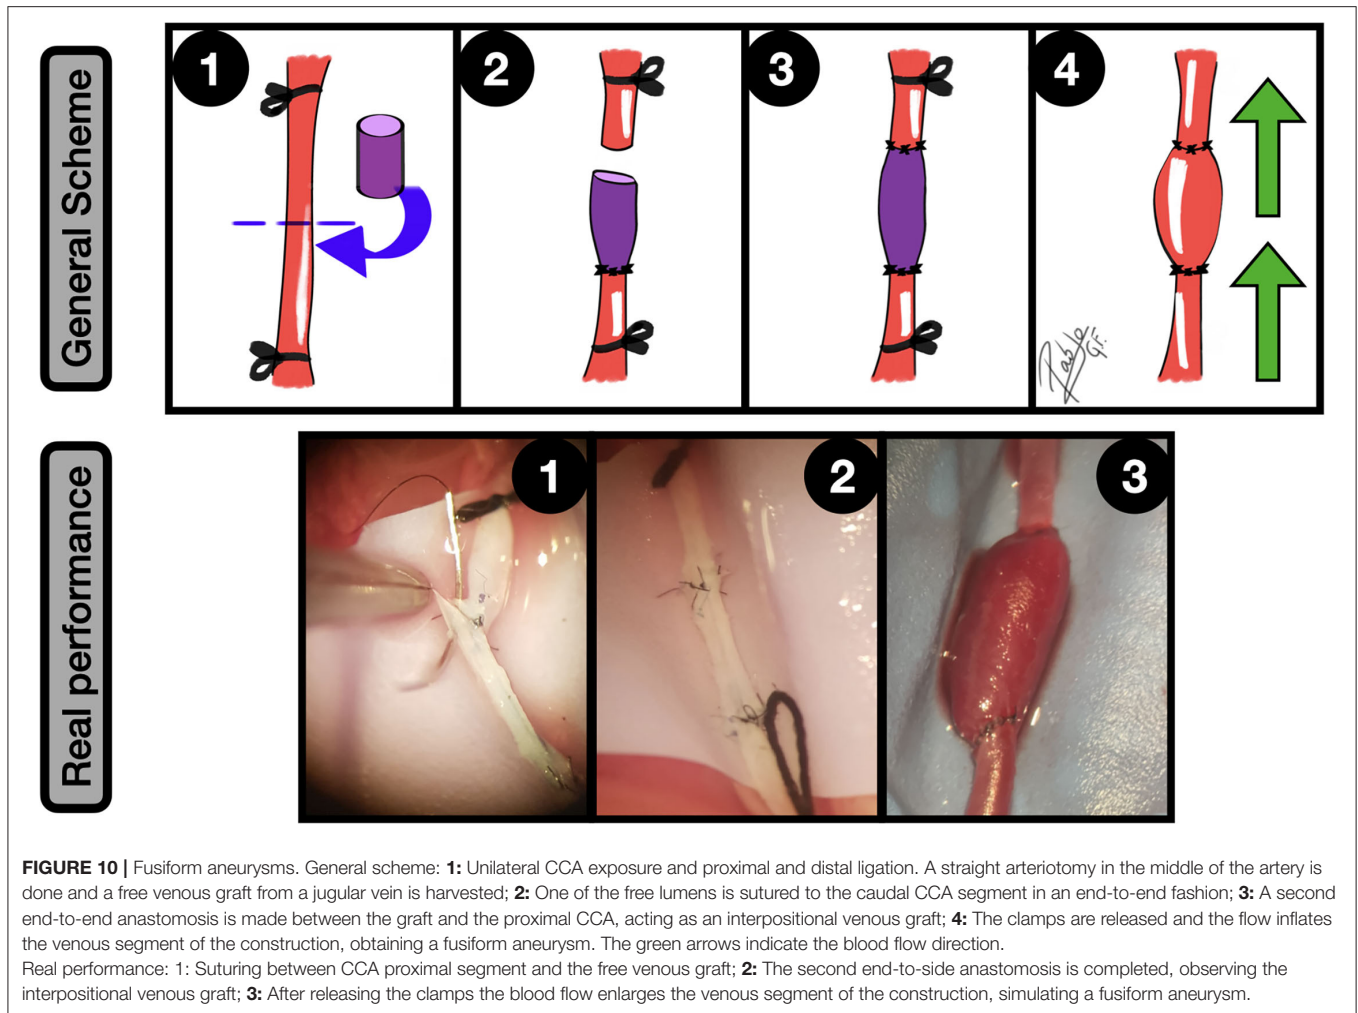 General Scheme
1
2
3
4
Pablo G.F.
Real performance
1
2
3
FIGURE 10 | Fusiform aneurysms. General scheme: 1: Unilateral CCA exposure and proximal and distal ligation. A straight arteriotomy in the middle of the artery is
done and a free venous graft from a jugular vein is harvested; 2: One of the free lumens is sutured to the caudal CCA segment in an end-to-end fashion; 3: A second
end-to-end anastomosis is made between the graft and the proximal CCA, acting as an interpositional venous graft; 4: The clamps are released and the flow inflates
the venous segment of the construction, obtaining a fusiform aneurysm. The green arrows indicate the blood flow direction.
Real performance: 1: Suturing between CCA proximal segment and the free venous graft; 2: The second end-to-side anastomosis is completed, observing the
interpositional venous graft; 3: After releasing the clamps the blood flow enlarges the venous segment of the construction, simulating a fusiform aneurysm.